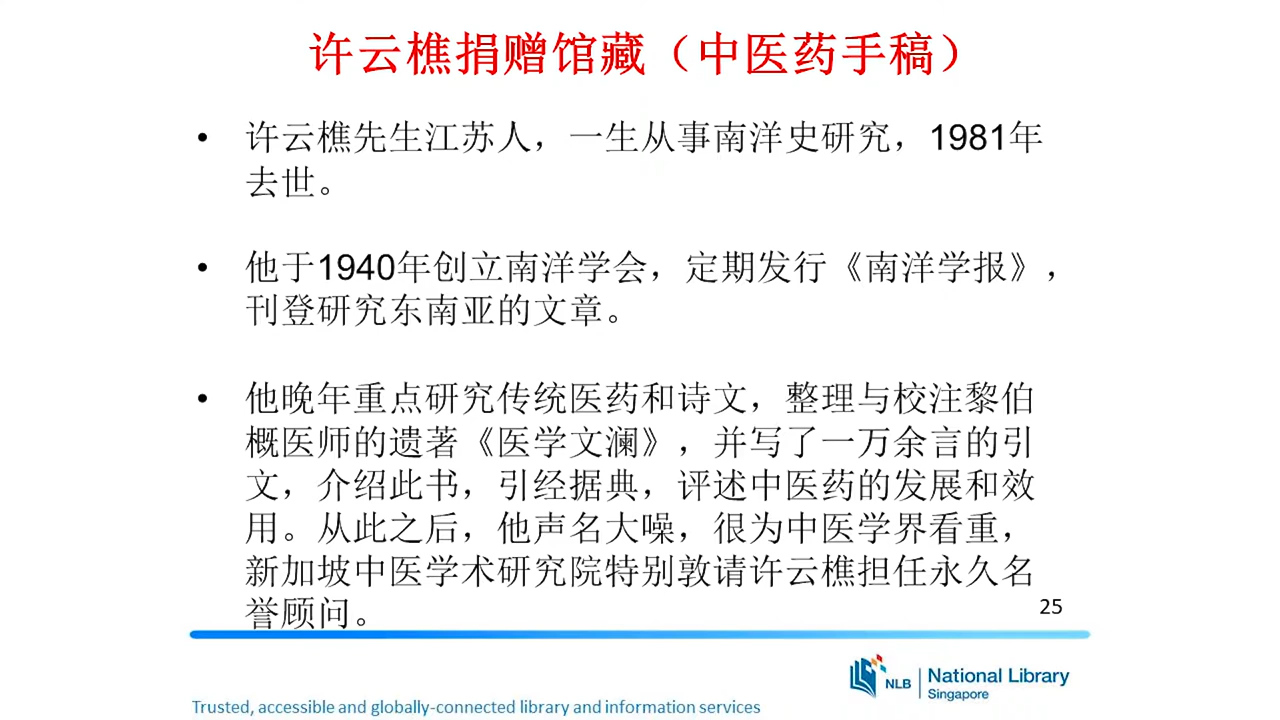 许云樵捐赠馆藏（中医药手稿）
• 许云樵先生江苏人，一生从事南洋史研究，1981年
去世。
• 他于1940年创立南洋学会，定期发行《南洋学报》，
刊登研究东南亚的文章。
• 他晚年重点研究传统医药和诗文，整理与校注黎伯
概医师的遗著《医学文澜》，并写了一万余言的引
文，介绍此书，引经据典，评述中医药的发展和效
用。从此之后，他声名大噪，很为中医学界看重，
新加坡中医学术研究院特别敦请许云樵担任永久名
誉顾问。
25
NLB National Library
Singapore
Trusted, accessible and globally-connected library and information services